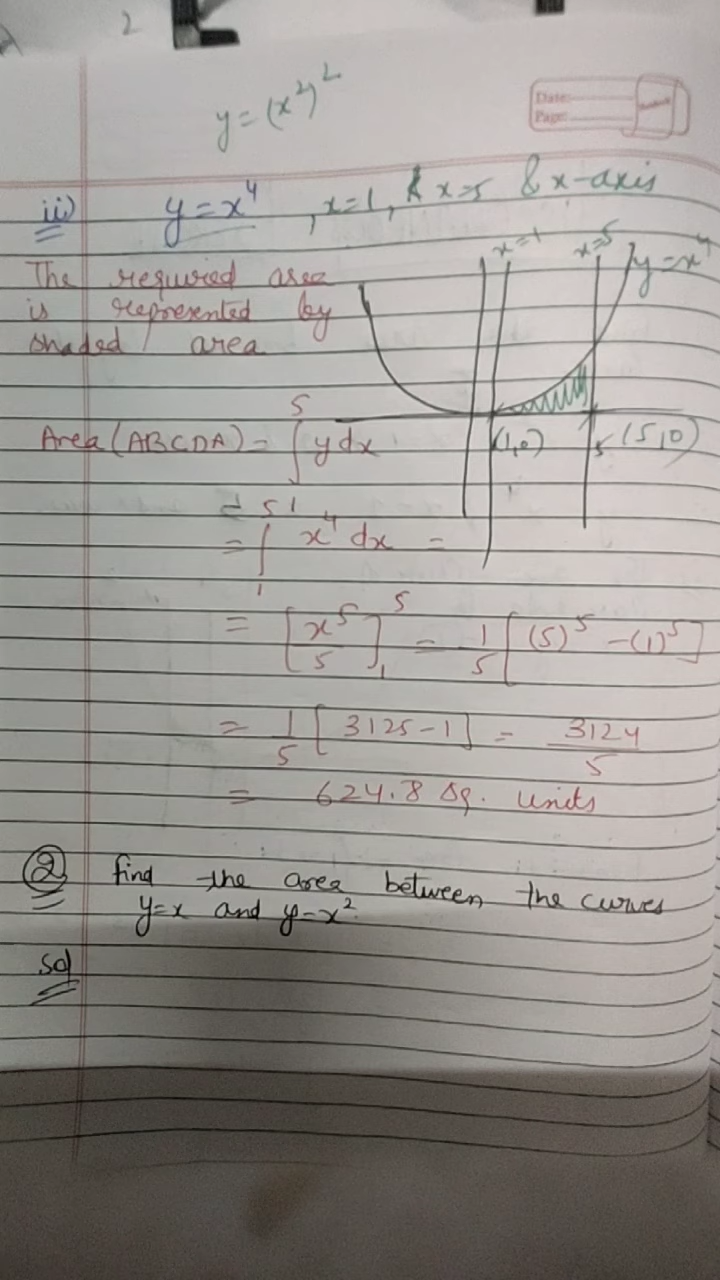 2
y=(x²)²
Date:
Page:
ii) y=x⁴, x=1, & x=5 & x-axis
x=1 x=5 y=x⁴
The required area
is represented by
shaded area
Area (ABCDA) = ∫₁⁵ y dx
(1,0) 5 (5,0)
= ∫₁⁵ x⁴ dx =
= [x⁵/5]₁⁵ = 1/5 [(5)⁵ - (1)⁵]
= 1/5 [3125-1] = 3124/5
= 624.8 Sq. units
② find the area between the curves
y=x and y=x².
Sol